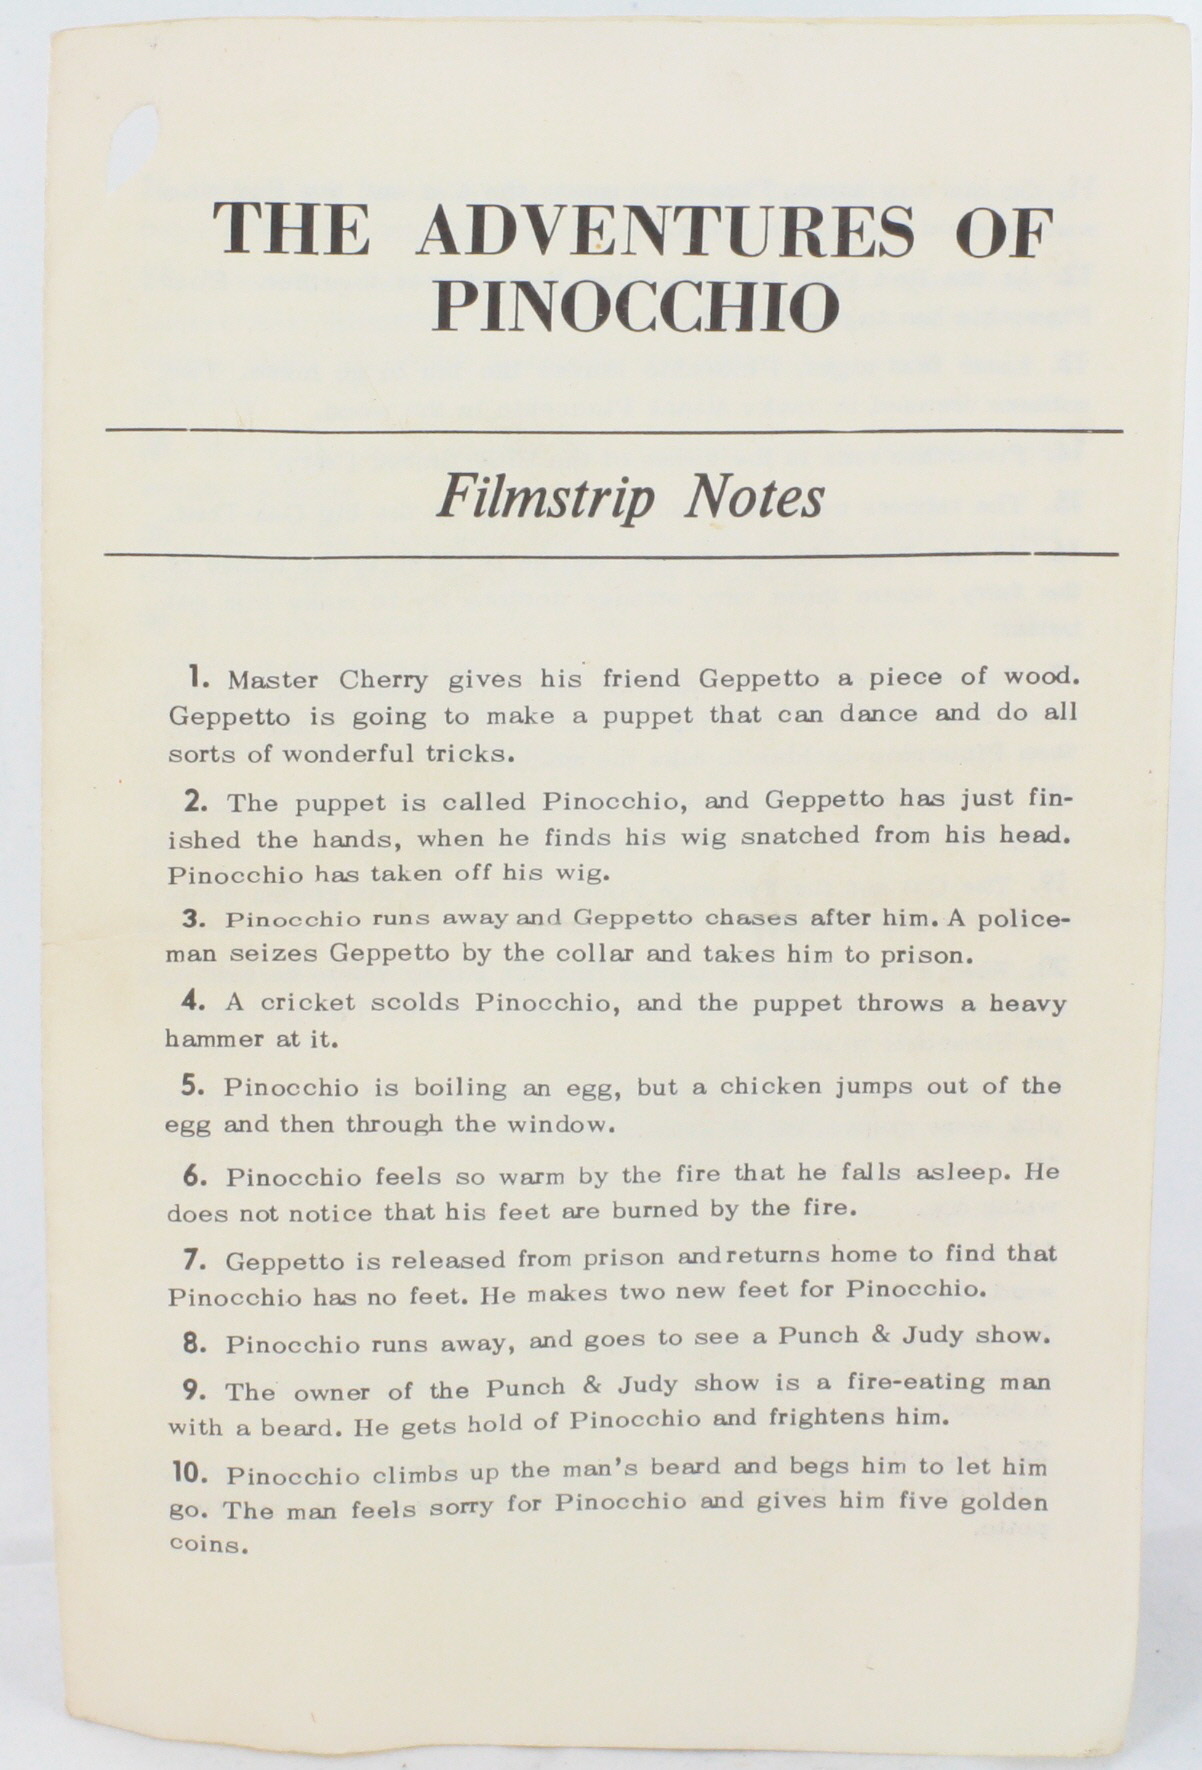 THE ADVENTURES OF
PINOCCHIO
Filmstrip Notes
1. Master Cherry gives his friend Geppetto a piece of wood.
Geppetto is going to make a puppet that can dance and do all
sorts of wonderful tricks.
2. The puppet is called Pinocchio, and Geppetto has just fin-
ished the hands, when he finds his wig snatched from his head.
Pinocchio has taken off his wig.
3. Pinocchio runs away and Geppetto chases after him. A police-
man seizes Geppetto by the collar and takes him to prison.
4. A cricket scolds Pinocchio, and the puppet throws a heavy
hammer at it.
5. Pinocchio is boiling an egg, but a chicken jumps out of the
egg and then through the window.
6. Pinocchio feels so warm by the fire that he falls asleep. He
does not notice that his feet are burned by the fire.
7. Geppetto is released from prison and returns home to find that
Pinocchio has no feet. He makes two new feet for Pinocchio.
8. Pinocchio runs away, and goes to see a Punch & Judy show.
9. The owner of the Punch & Judy show is a fire-eating man
with a beard. He gets hold of Pinocchio and frightens him.
10. Pinocchio climbs up the man's beard and begs him to let him
go. The man feels sorry for Pinocchio and gives him five golden
coins.